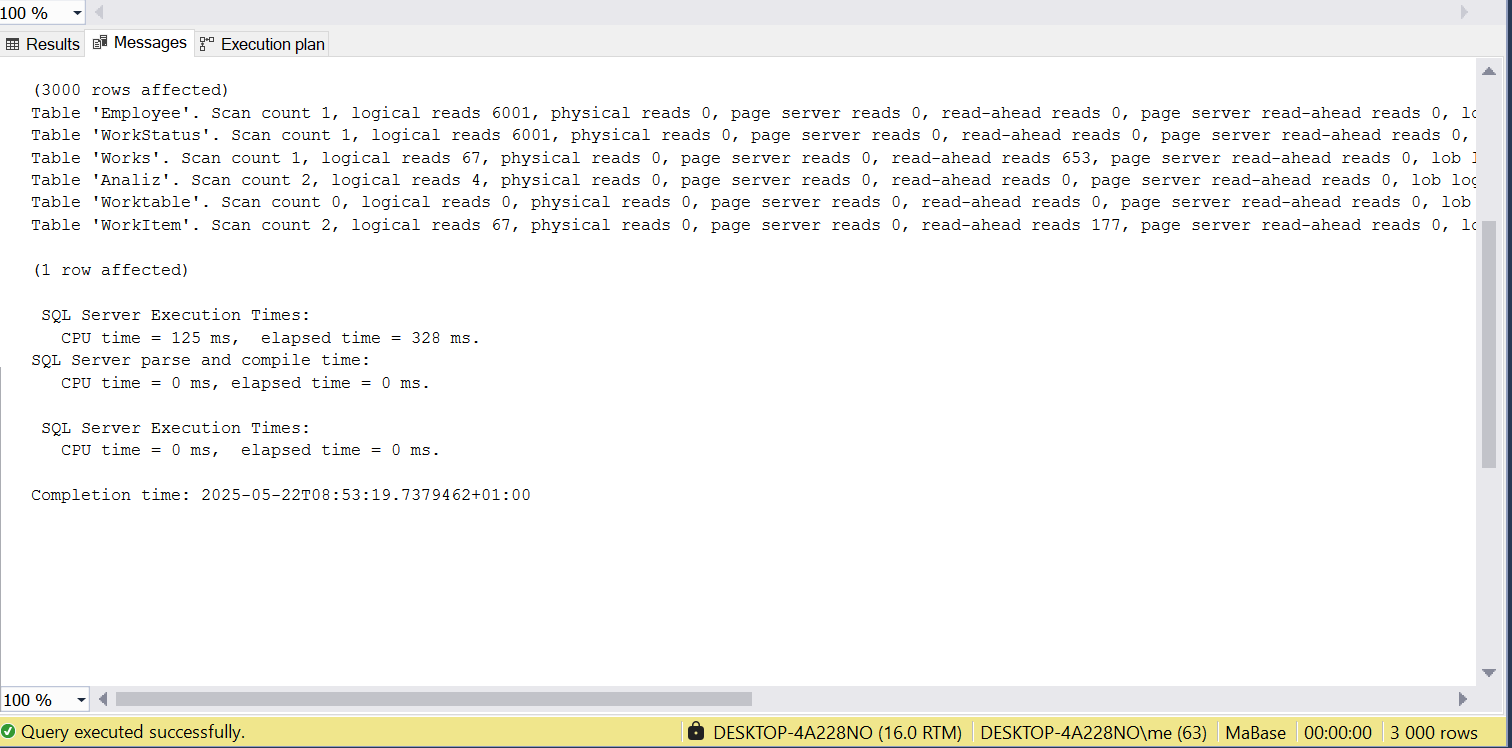 100 %
Results Messages Execution plan
(3000 rows affected)
Table 'Employee'. Scan count 1, logical reads 6001, physical reads 0, page server reads 0, read-ahead reads 0, page server read-ahead reads 0, lo
Table 'WorkStatus'. Scan count 1, logical reads 6001, physical reads 0, page server reads 0, read-ahead reads 0, page server read-ahead reads 0,
Table 'Works'. Scan count 1, logical reads 67, physical reads 0, page server reads 0, read-ahead reads 653, page server read-ahead reads 0, lob l
Table 'Analiz'. Scan count 2, logical reads 4, physical reads 0, page server reads 0, read-ahead reads 0, page server read-ahead reads 0, lob log
Table 'Worktable'. Scan count 0, logical reads 0, physical reads 0, page server reads 0, read-ahead reads 0, page server read-ahead reads 0, lob
Table 'WorkItem'. Scan count 2, logical reads 67, physical reads 0, page server reads 0, read-ahead reads 177, page server read-ahead reads 0, lo
(1 row affected)
SQL Server Execution Times:
CPU time = 125 ms,  elapsed time = 328 ms.
SQL Server parse and compile time:
CPU time = 0 ms, elapsed time = 0 ms.
SQL Server Execution Times:
CPU time = 0 ms,  elapsed time = 0 ms.
Completion time: 2025-05-22T08:53:19.7379462+01:00
100 %
Query executed successfully. DESKTOP-4A228NO (16.0 RTM) DESKTOP-4A228NO\me (63) MaBase 00:00:00 3 000 rows